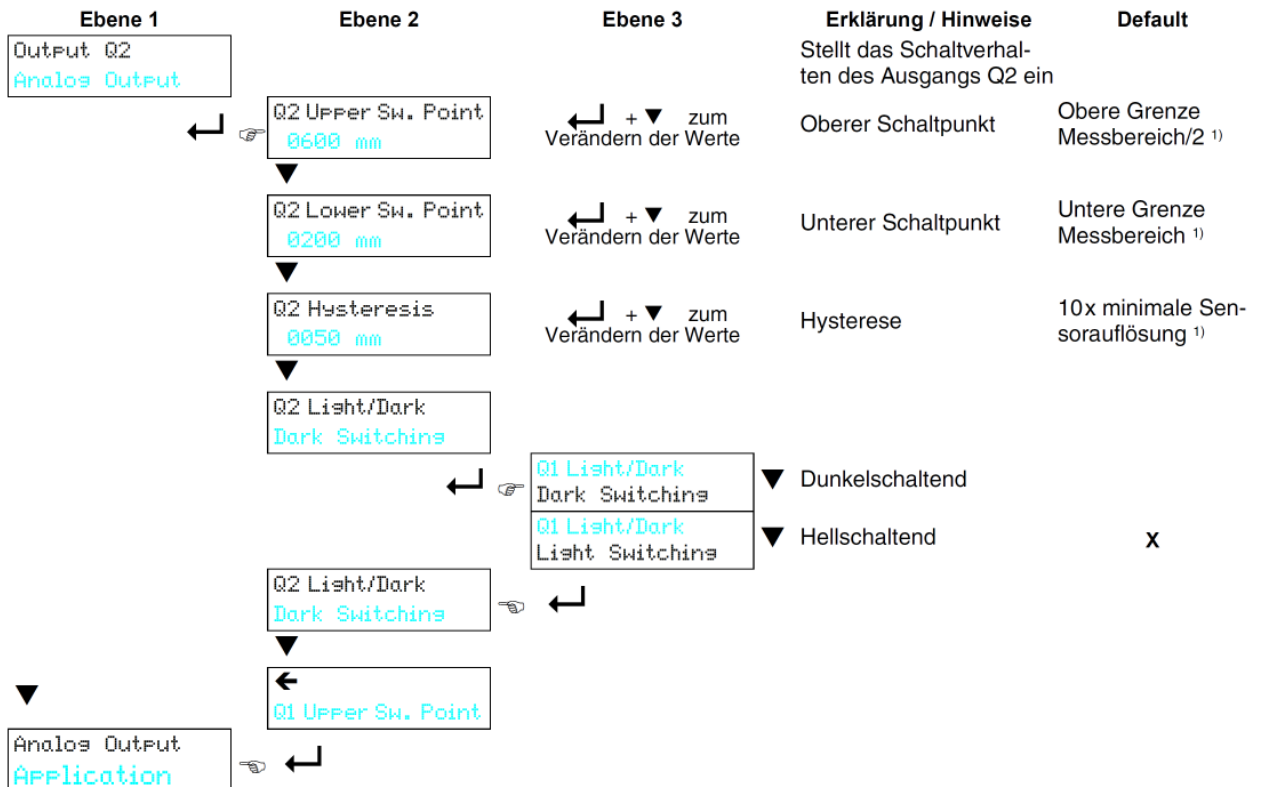 Ebene 1 Ebene 2 Ebene 3 Erklärung / Hinweise Default
Output Q2
Analog Output
Stellt das Schaltverhal-
ten des Ausgangs Q2 ein
Q2 Upper Sw. Point
0600 mm
+ ▼ zum
Verändern der Werte
Oberer Schaltpunkt
Obere Grenze
Messbereich/2 1)
Q2 Lower Sw. Point
0200 mm
+ ▼ zum
Verändern der Werte
Unterer Schaltpunkt
Untere Grenze
Messbereich 1)
Q2 Hysteresis
0050 mm
+ ▼ zum
Verändern der Werte
Hysterese
10x minimale Sen-
sorauflösung 1)
Q2 Light/Dark
Dark Switching
Q1 Light/Dark
Dark Switching
Dunkelschaltend
Q1 Light/Dark
Light Switching
Hellschaltend
X
Q2 Light/Dark
Dark Switching
Q1 Upper Sw. Point
Analog Output
Application